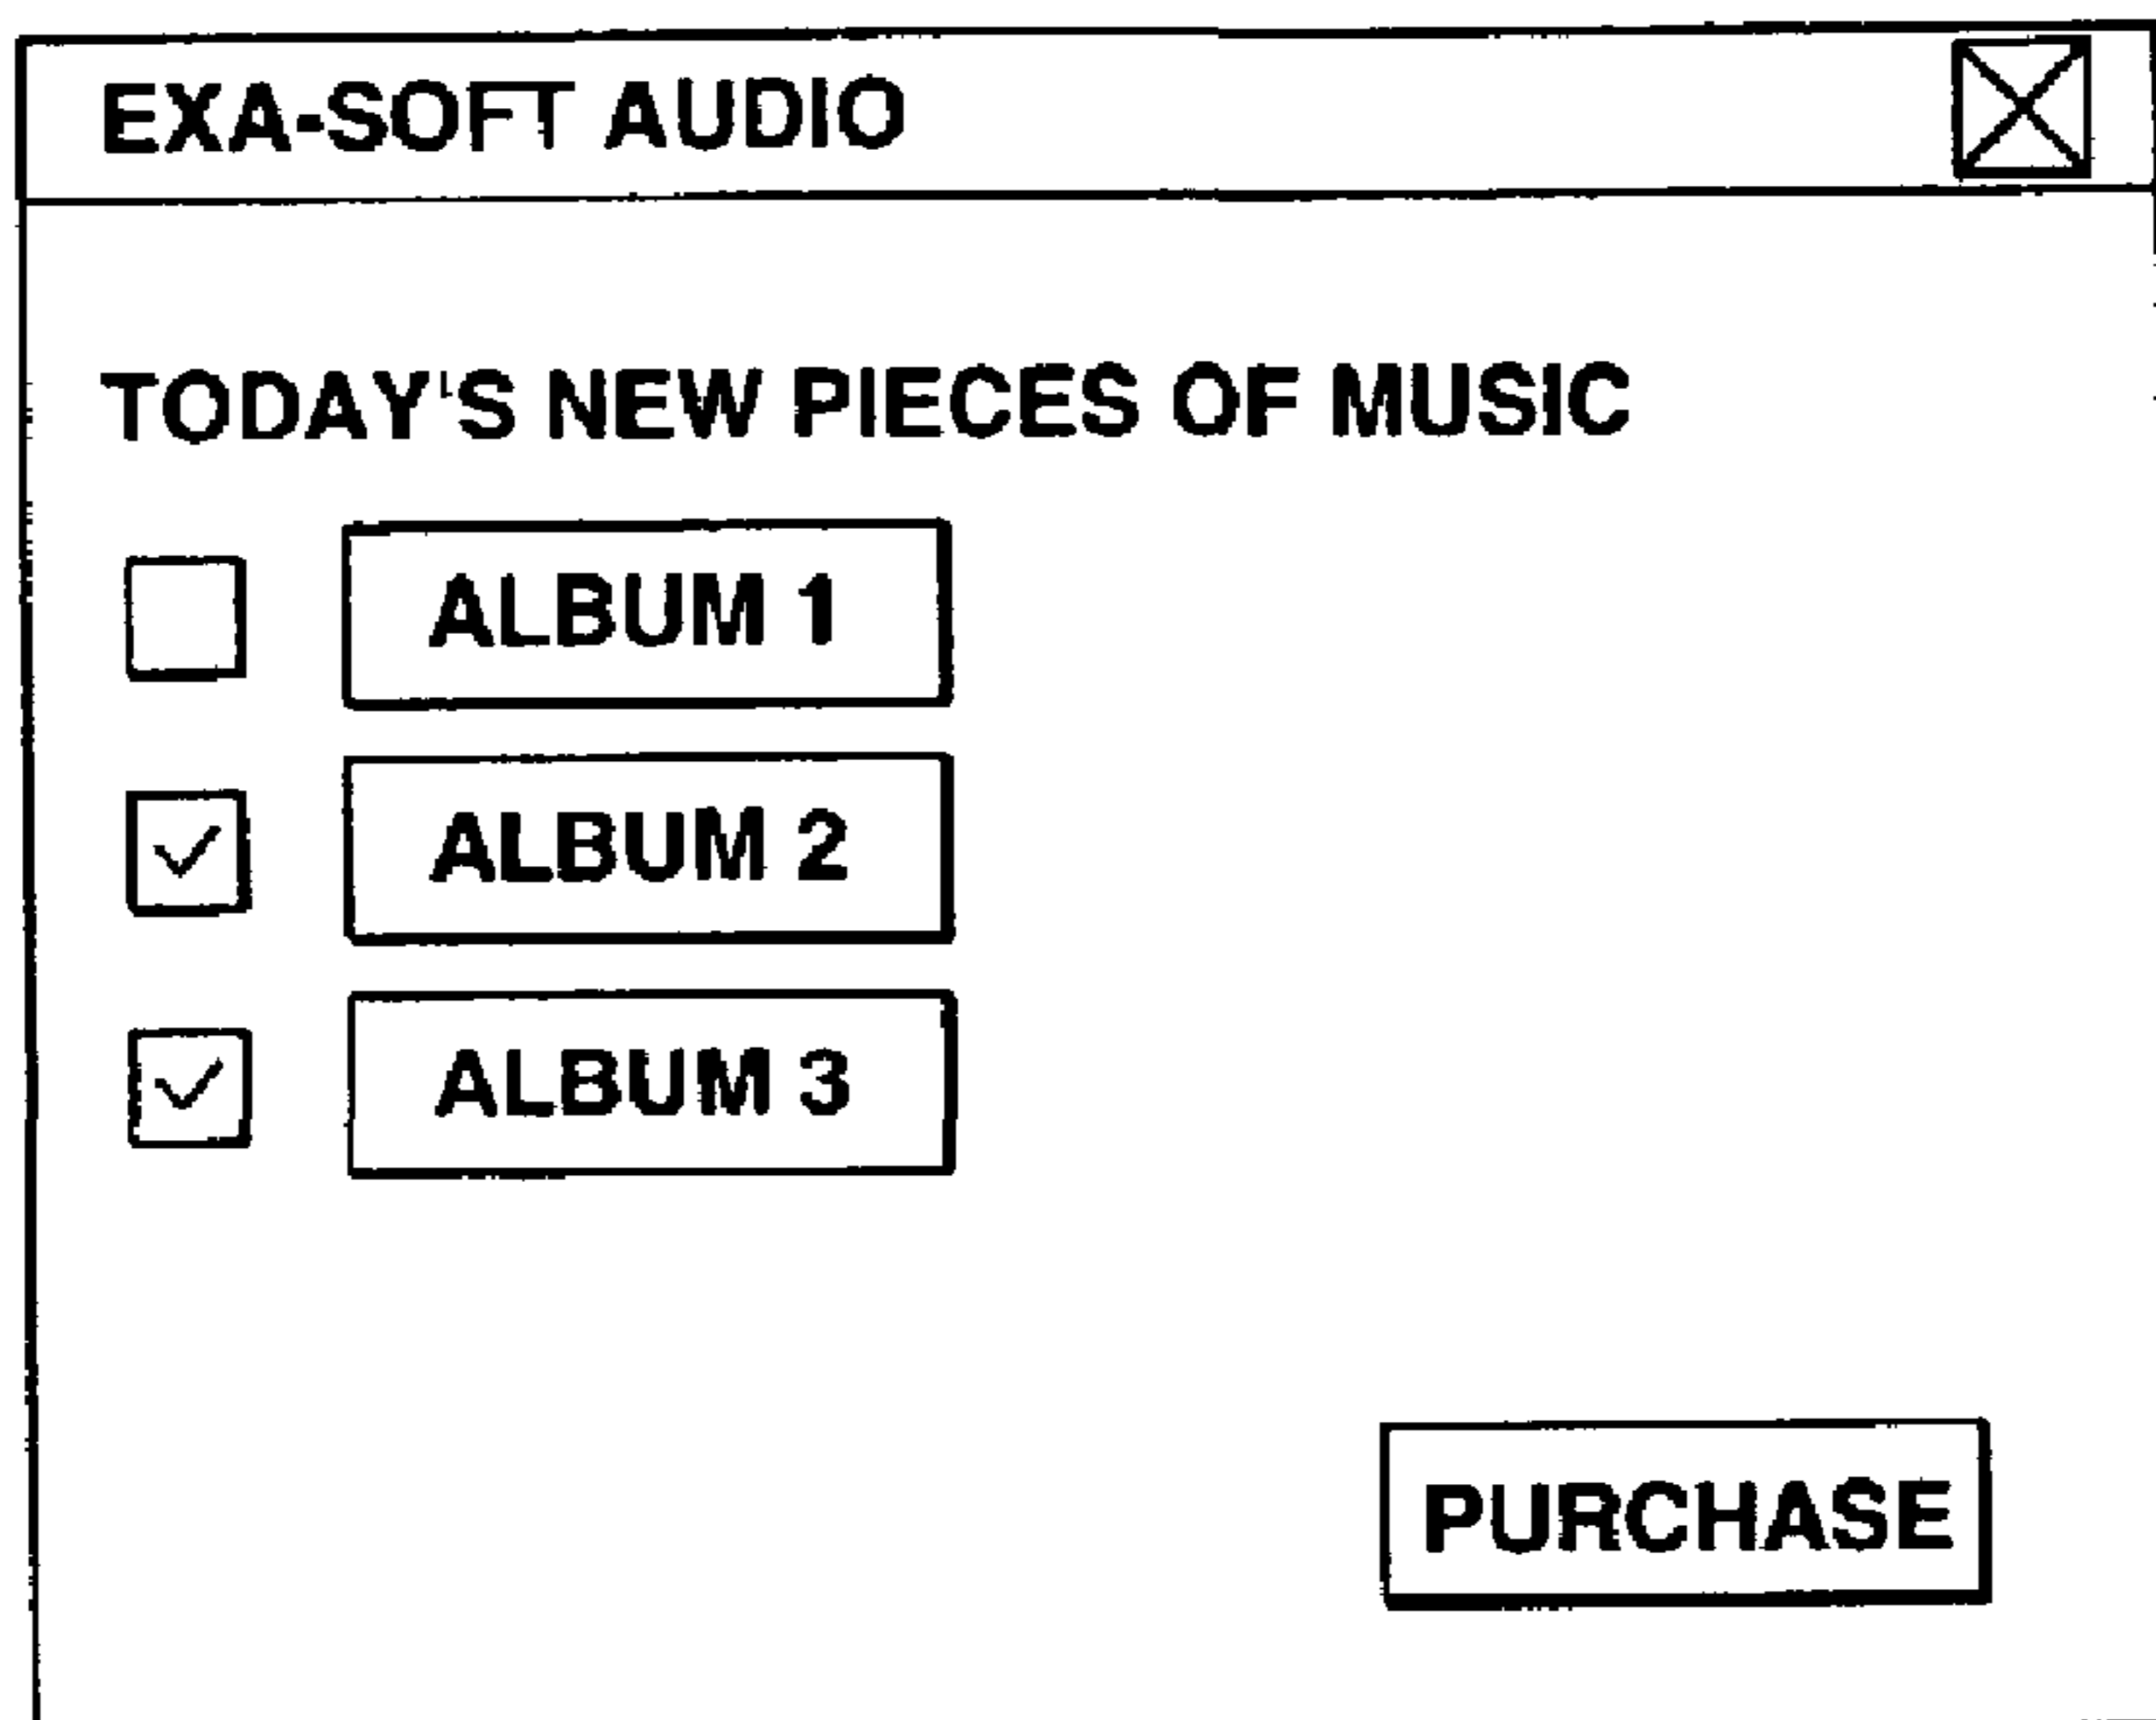 EXA-SOFT AUDIO
TODAY'S NEW PIECES OF MUSIC
ALBUM 1
ALBUM 2
ALBUM 3
PURCHASE